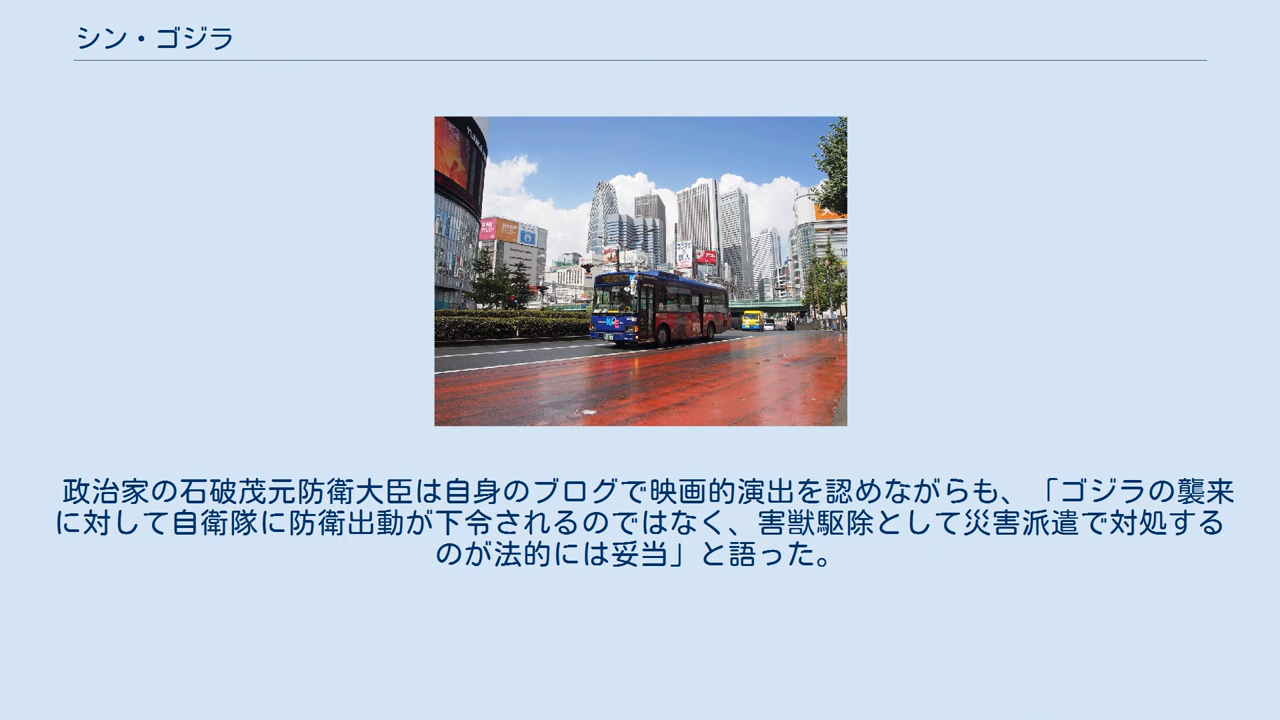 シン・ゴジラ
政治家の石破茂元防衛大臣は自身のブログで映画的演出を認めながらも、「ゴジラの襲来
に対して自衛隊に防衛出動が下令されるのではなく、害獣駆除として災害派遣で対処する
のが法的には妥当」と語った。